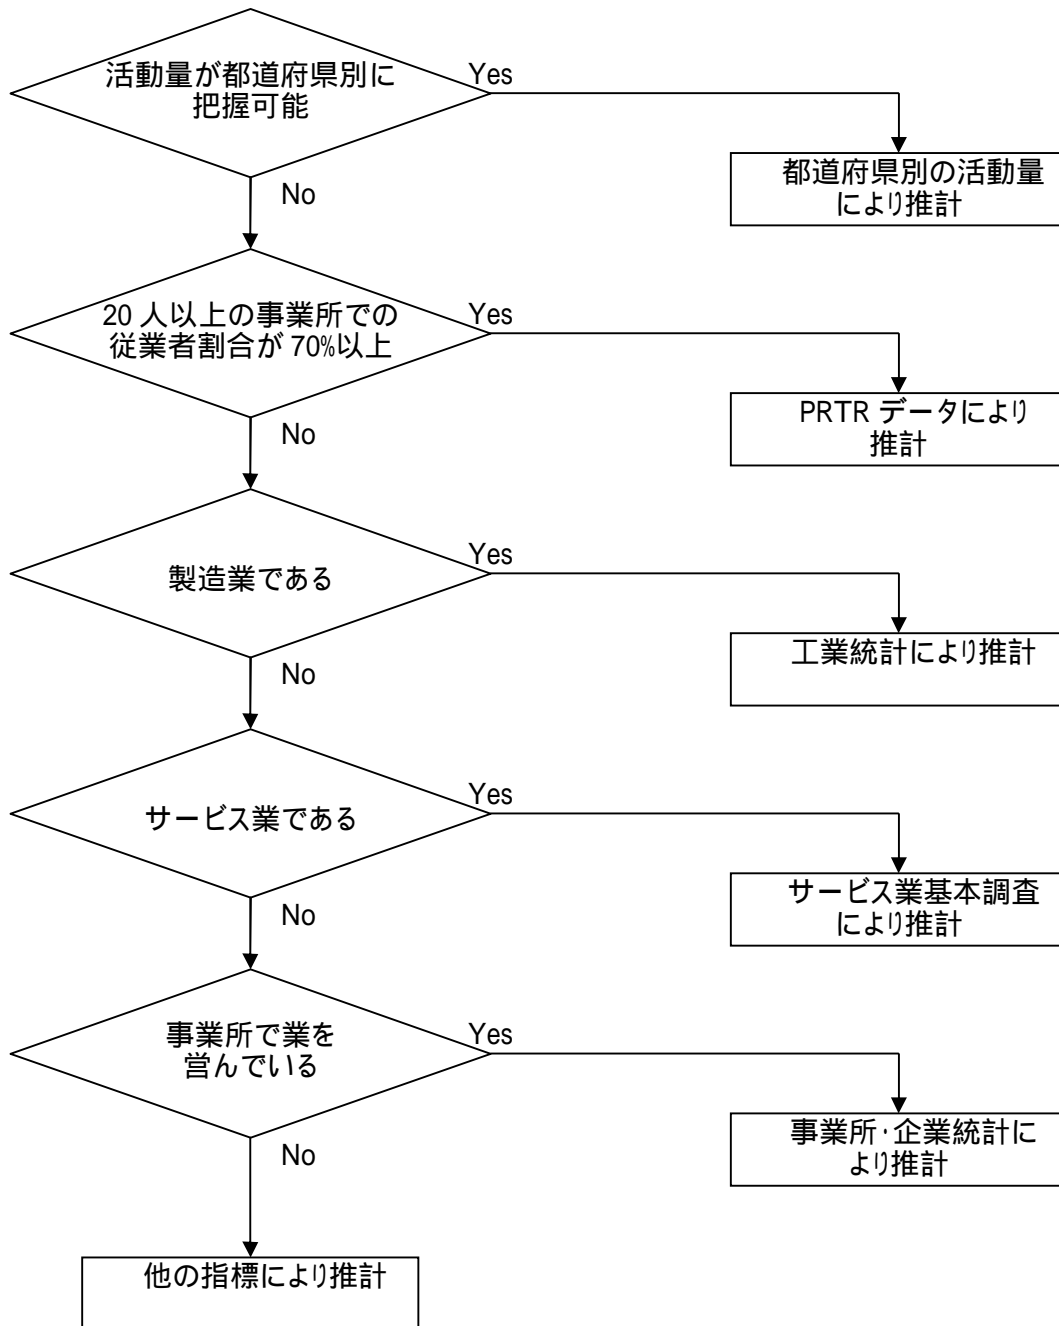 活動量が都道府県別に
把握可能
Yes
都道府県別の活動量
により推計
No
20 人以上の事業所での
従業者割合が 70%以上
Yes
PRTR データにより
推計
No
製造業である
Yes
工業統計により推計
No
サービス業である
Yes
サービス業基本調査
により推計
No
事業所で業を
営んでいる
Yes
事業所・企業統計に
より推計
No
他の指標により推計